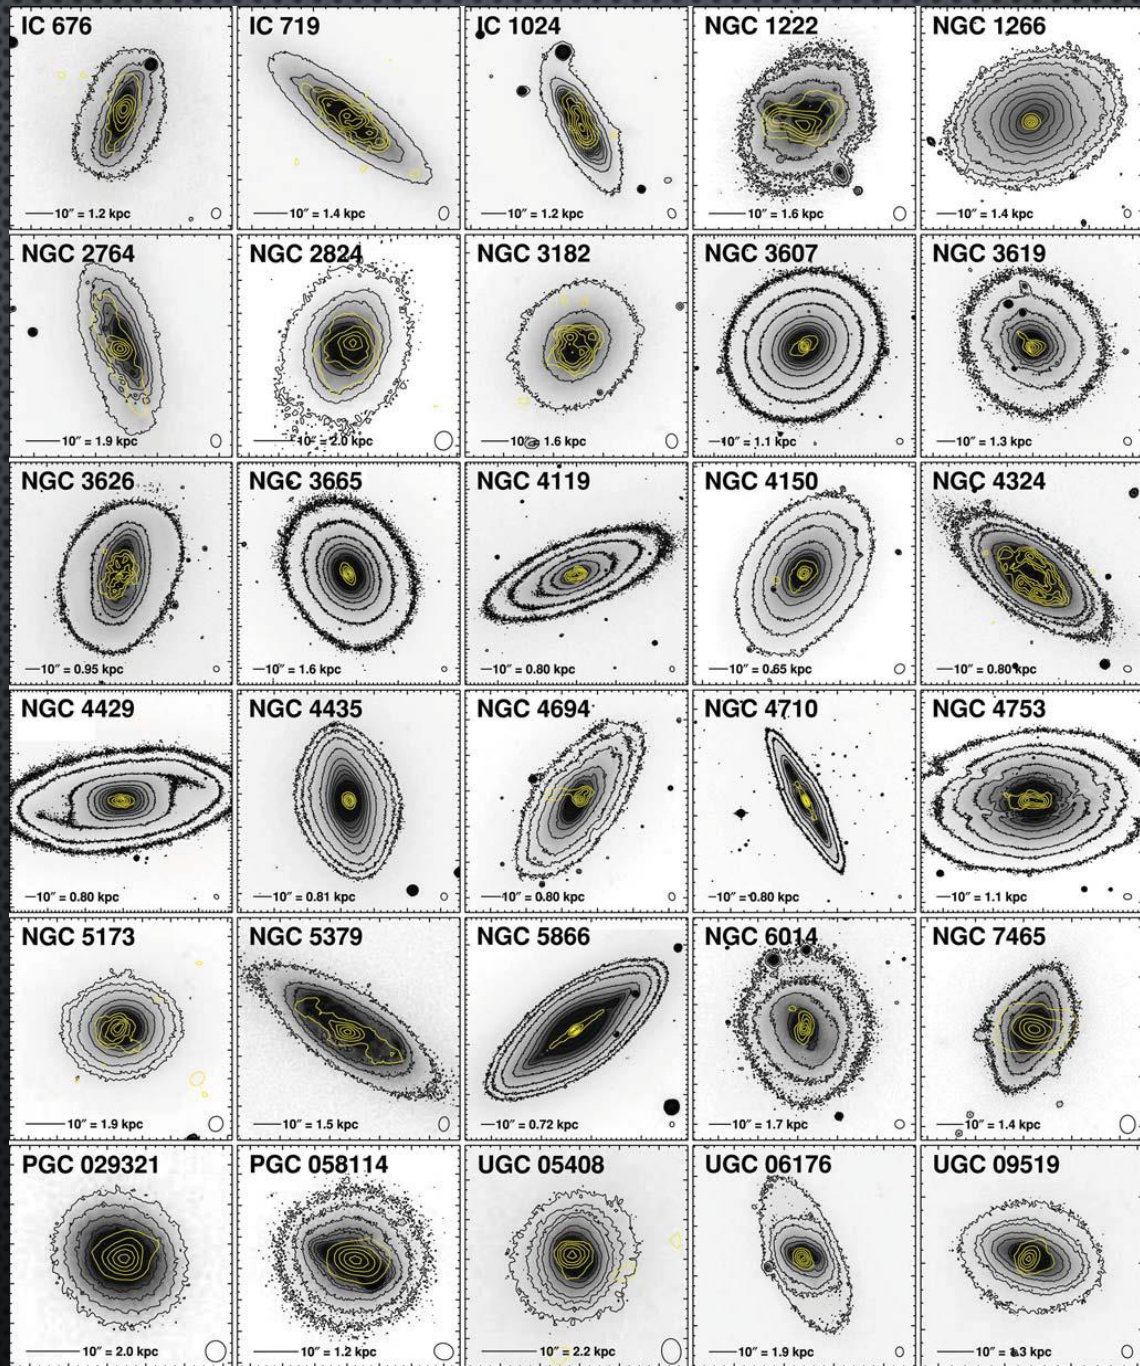 IC 676
IC 719
IC 1024
NGC 1222
NGC 1266
10" = 1.2 kpc
10" = 1.4 kpc
10" = 1.2 kpc
10" = 1.6 kpc
10" = 1.4 kpc
NGC 2764
NGC 2824
NGC 3182
NGC 3607
NGC 3619
10" = 1.9 kpc
10" = 2.0 kpc
10" = 1.6 kpc
10" = 1.1 kpc
10" = 1.3 kpc
NGC 3626
NGC 3665
NGC 4119
NGC 4150
NGC 4324
10" = 0.95 kpc
10" = 1.6 kpc
10" = 0.80 kpc
10" = 0.65 kpc
10" = 0.80 kpc
NGC 4429
NGC 4435
NGC 4694
NGC 4710
NGC 4753
10" = 0.80 kpc
10" = 0.81 kpc
10" = 0.80 kpc
10" = 0.80 kpc
10" = 1.1 kpc
NGC 5173
NGC 5379
NGC 5866
NGC 6014
NGC 7465
10" = 1.9 kpc
10" = 1.5 kpc
10" = 0.72 kpc
10" = 1.7 kpc
10" = 1.4 kpc
PGC 029321
PGC 058114
UGC 05408
UGC 06176
UGC 09519
10" = 2.0 kpc
10" = 1.2 kpc
10" = 2.2 kpc
10" = 1.9 kpc
10" = 1.3 kpc